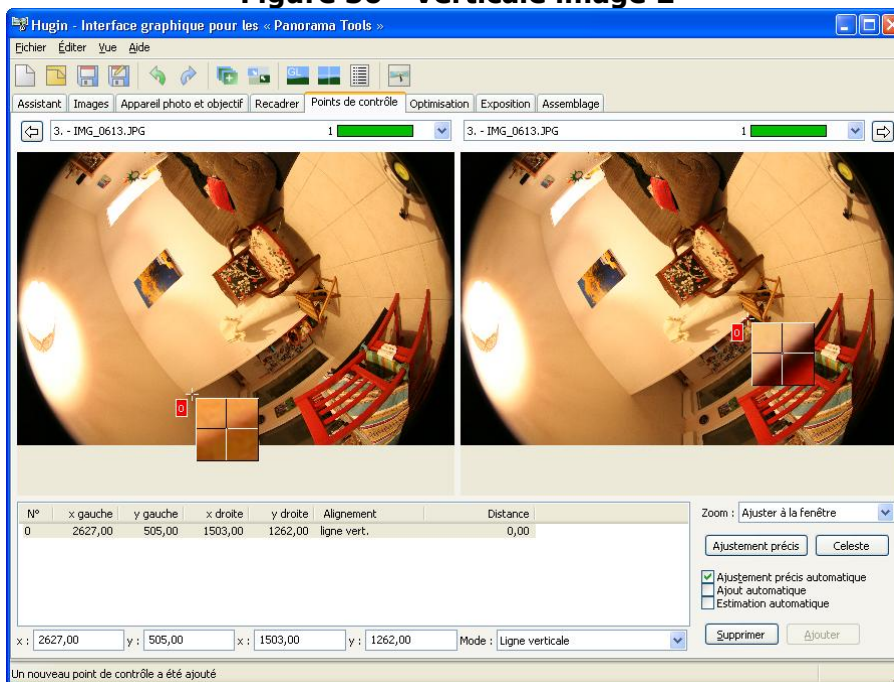 Figure 36 - Verticale image 2
Hugin - Interface graphique pour les « Panorama Tools »
Fichier Éditer Vue Aide
GL
Assistant Images Appareil photo et objectif Recadrer Points de contrôle Optimisation Exposition Assemblage
3. - IMG_0613.JPG 1 3. - IMG_0613.JPG 1
0
0
N° x gauche y gauche x droite y droite Alignement Distance
0 2627,00 505,00 1503,00 1262,00 ligne vert. 0,00
Zoom : Ajuster à la fenêtre
Ajustement précis Celeste
Ajustement précis automatique
Ajout automatique
Estimation automatique
x : 2627,00 y : 505,00 x : 1503,00 y : 1262,00 Mode : Ligne verticale
Supprimer Ajouter
Un nouveau point de contrôle a été ajouté